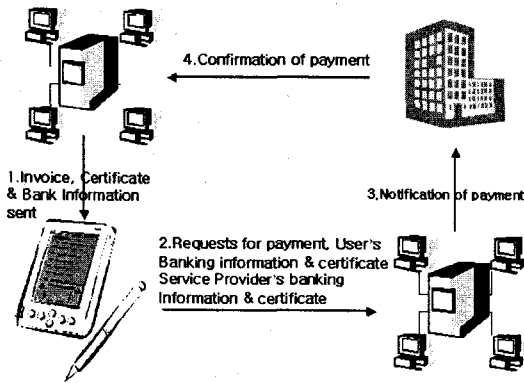 4.Confirmation of payment
1.Invoice, Certificate
& Bank Information
sent
3.Notification of payment
2.Requests for payment, User's
Banking information & certificate
Service Provider's banking
Information & certificate